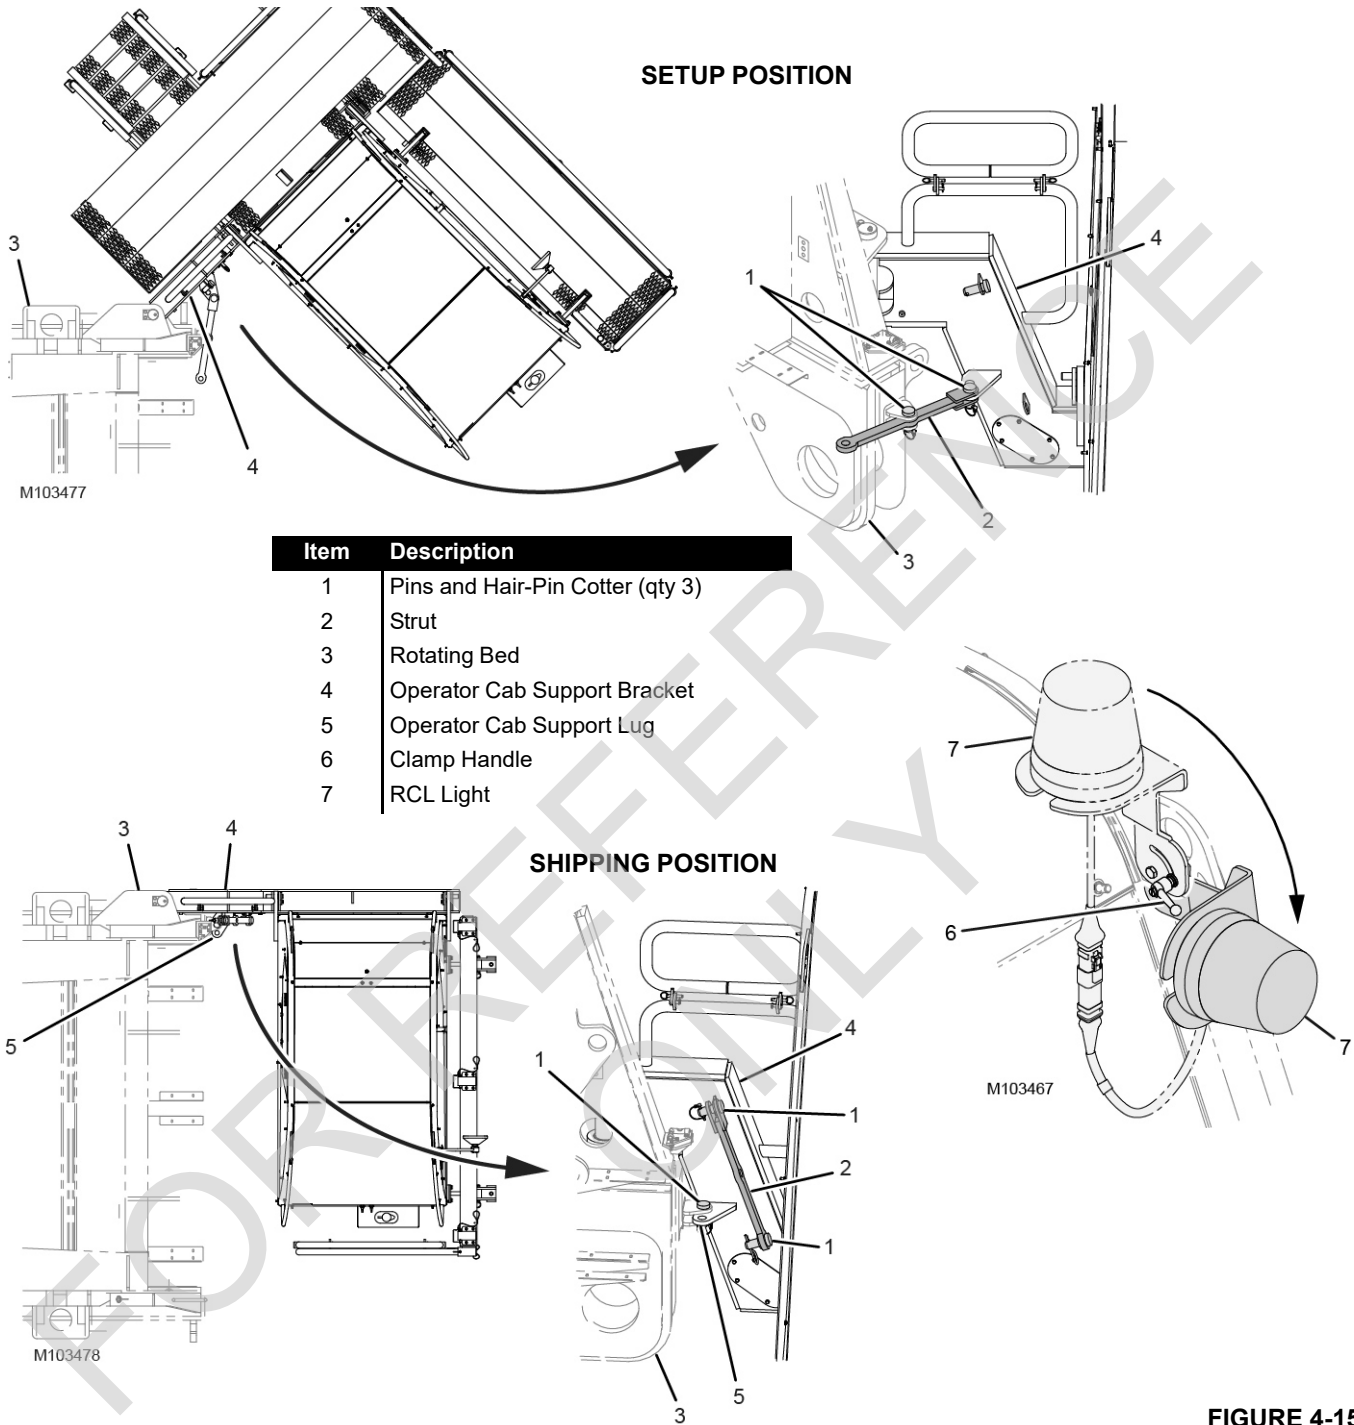 SETUP POSITION
3
4
1
4
2
3
M103477
Item Description
1 Pins and Hair-Pin Cotter (qty 3)
2 Strut
3 Rotating Bed
4 Operator Cab Support Bracket
5 Operator Cab Support Lug
6 Clamp Handle
7 RCL Light
7
6
7
M103467
SHIPPING POSITION
3 4
5
M103478
1
4
1
2
1
5
3
FOR REFERENCE
ONLY
FIGURE 4-15